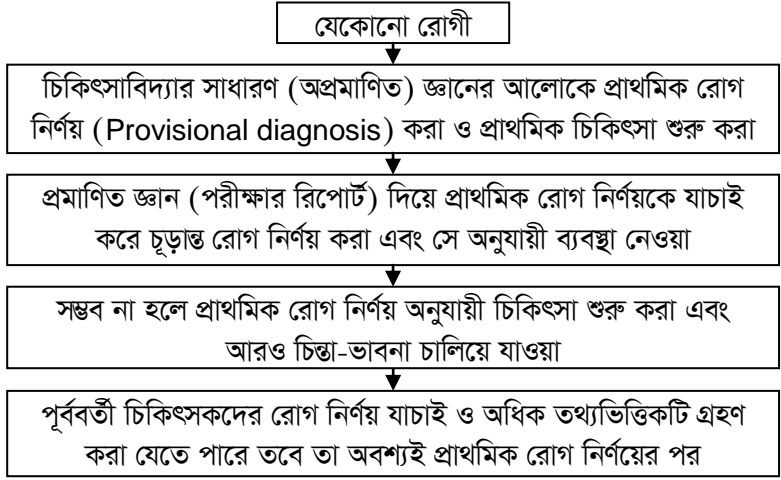 যেকোনো রোগী
চিকিৎসাবিদ্যার সাধারণ (অপ্রমাণিত) জ্ঞানের আলোকে প্রাথমিক রোগ
নির্ণয় (Provisional diagnosis) করা ও প্রাথমিক চিকিৎসা শুরু করা
প্রমাণিত জ্ঞান (পরীক্ষার রিপোর্ট) দিয়ে প্রাথমিক রোগ নির্ণয়কে যাচাই
করে চূড়ান্ত রোগ নির্ণয় করা এবং সে অনুযায়ী ব্যবস্থা নেওয়া
সম্ভব না হলে প্রাথমিক রোগ নির্ণয় অনুযায়ী চিকিৎসা শুরু করা এবং
আরও চিন্তা-ভাবনা চালিয়ে যাওয়া
পূর্ববর্তী চিকিৎসকদের রোগ নির্ণয় যাচাই ও অধিক তথ্যভিত্তিকটি গ্রহণ
করা যেতে পারে তবে তা অবশ্যই প্রাথমিক রোগ নির্ণয়ের পর